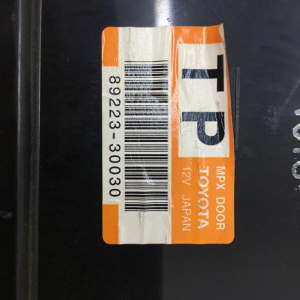 TP
MPX DOOR
TOYOTA
12V JAPAN
89223-30030